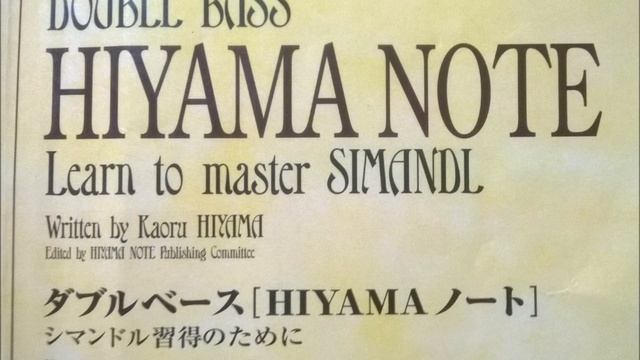 DOUBLE BASS
HIYAMA NOTE
Learn to master SIMANDL
Written by Kaoru HIYAMA
Edited by HIYAMA NOTE Publishing Committee
ダブルベース[HIYAMAノート]
シマンドル習得のために